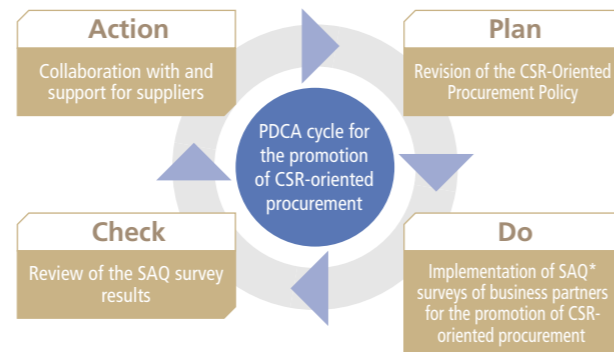 Action
Collaboration with and
support for suppliers
Plan
Revision of the CSR-Oriented
Procurement Policy
PDCA cycle for
the promotion
of CSR-oriented
procurement
Check
Review of the SAQ survey
results
Do
Implementation of SAQ*
surveys of business partners
for the promotion of CSR-
oriented procurement